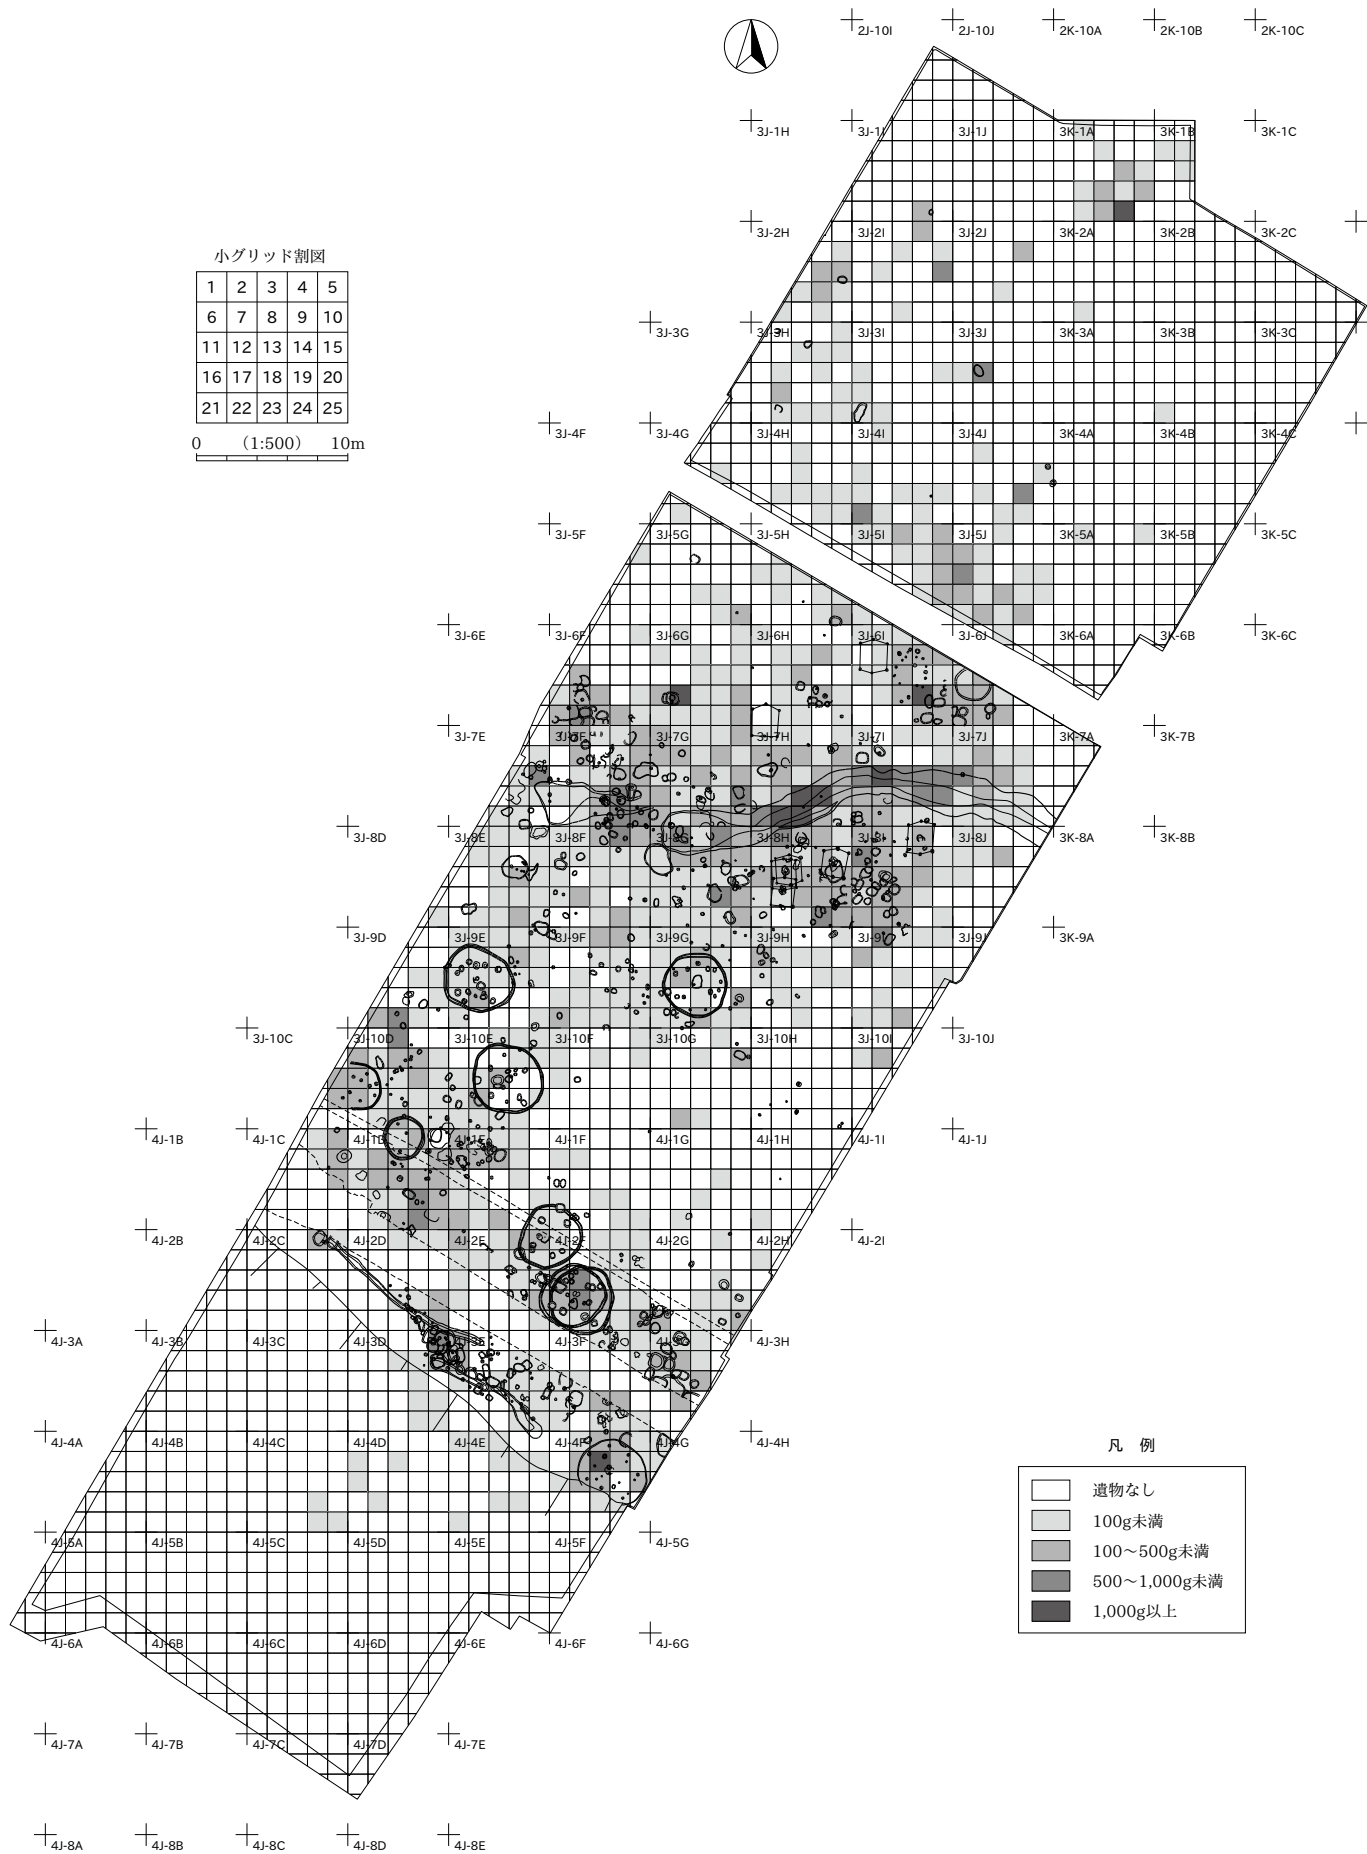 2J-10I 2J-10J 2K-10A 2K-10B 2K-10C
3J-1H 3J-1I 3J-1J 3K-1A 3K-1B 3K-1C
3J-2H 3J-2I 3J-2J 3K-2A 3K-2B 3K-2C
小グリッド割図
1 2 3 4 5
6 7 8 9 10
11 12 13 14 15
16 17 18 19 20
21 22 23 24 25
0 (1:500) 10m
3J-3G 3J-3H 3J-3I 3J-3J 3K-3A 3K-3B 3K-3C
3J-4F 3J-4G 3J-4H 3J-4I 3J-4J 3K-4A 3K-4B 3K-4C
3J-5F 3J-5G 3J-5H 3J-5I 3J-5J 3K-5A 3K-5B 3K-5C
3J-6E 3J-6F 3J-6G 3J-6H 3J-6I 3J-6J 3K-6A 3K-6B 3K-6C
3J-7E 3J-7F 3J-7G 3J-7H 3J-7I 3J-7J 3K-7A 3K-7B
3J-8D 3J-8E 3J-8F 3J-8G 3J-8H 3J-8I 3J-8J 3K-8A 3K-8B
3J-9D 3J-9E 3J-9F 3J-9G 3J-9H 3J-9I 3J-9J 3K-9A
3J-10C 3J-10D 3J-10E 3J-10F 3J-10G 3J-10H 3J-10I 3J-10J
4J-1B 4J-1C 4J-1D 4J-1E 4J-1F 4J-1G 4J-1H 4J-1I 4J-1J
4J-2B 4J-2C 4J-2D 4J-2E 4J-2F 4J-2G 4J-2H 4J-2I
4J-3A 4J-3B 4J-3C 4J-3D 4J-3E 4J-3F 4J-3G 4J-3H
4J-4A 4J-4B 4J-4C 4J-4D 4J-4E 4J-4F 4J-4G 4J-4H
4J-5A 4J-5B 4J-5C 4J-5D 4J-5E 4J-5F 4J-5G
4J-6A 4J-6B 4J-6C 4J-6D 4J-6E 4J-6F 4J-6G
4J-7A 4J-7B 4J-7C 4J-7D 4J-7E
4J-8A 4J-8B 4J-8C 4J-8D 4J-8E
凡 例
遺物なし
100g未満
100〜500g未満
500〜1,000g未満
1,000g以上